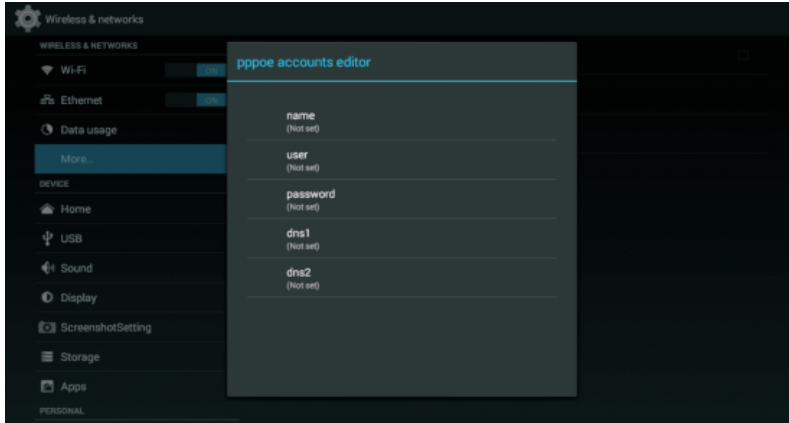 Wireless & networks
WIRELESS & NETWORKS
Wi-Fi
ON
Ethernet
ON
Data usage
More...
DEVICE
Home
USB
Sound
Display
ScreenshotSetting
Storage
Apps
PERSONAL
pppoe accounts editor
name
(Not set)
user
(Not set)
password
(Not set)
dns1
(Not set)
dns2
(Not set)